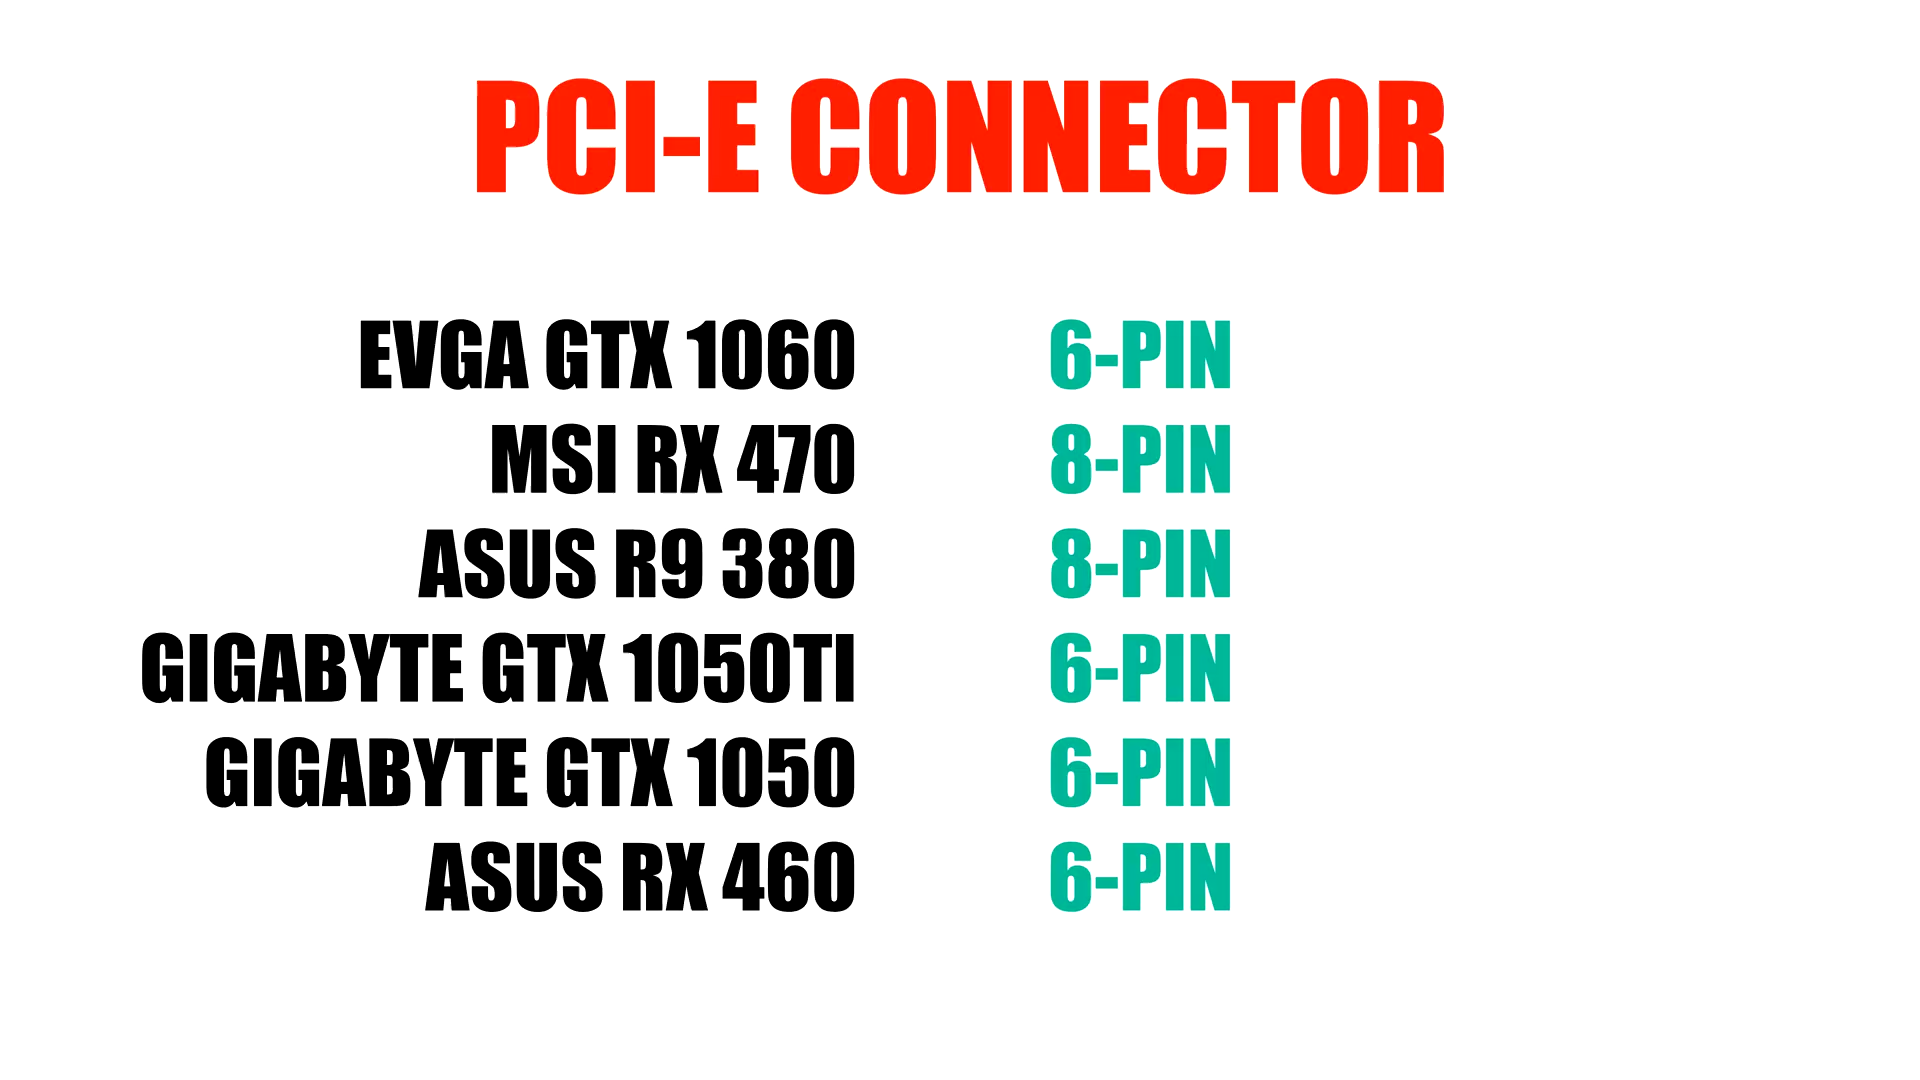 PCI-E CONNECTOR
EVGA GTX 1060 6-PIN
MSI RX 470 8-PIN
ASUS R9 380 8-PIN
GIGABYTE GTX 1050TI 6-PIN
GIGABYTE GTX 1050 6-PIN
ASUS RX 460 6-PIN